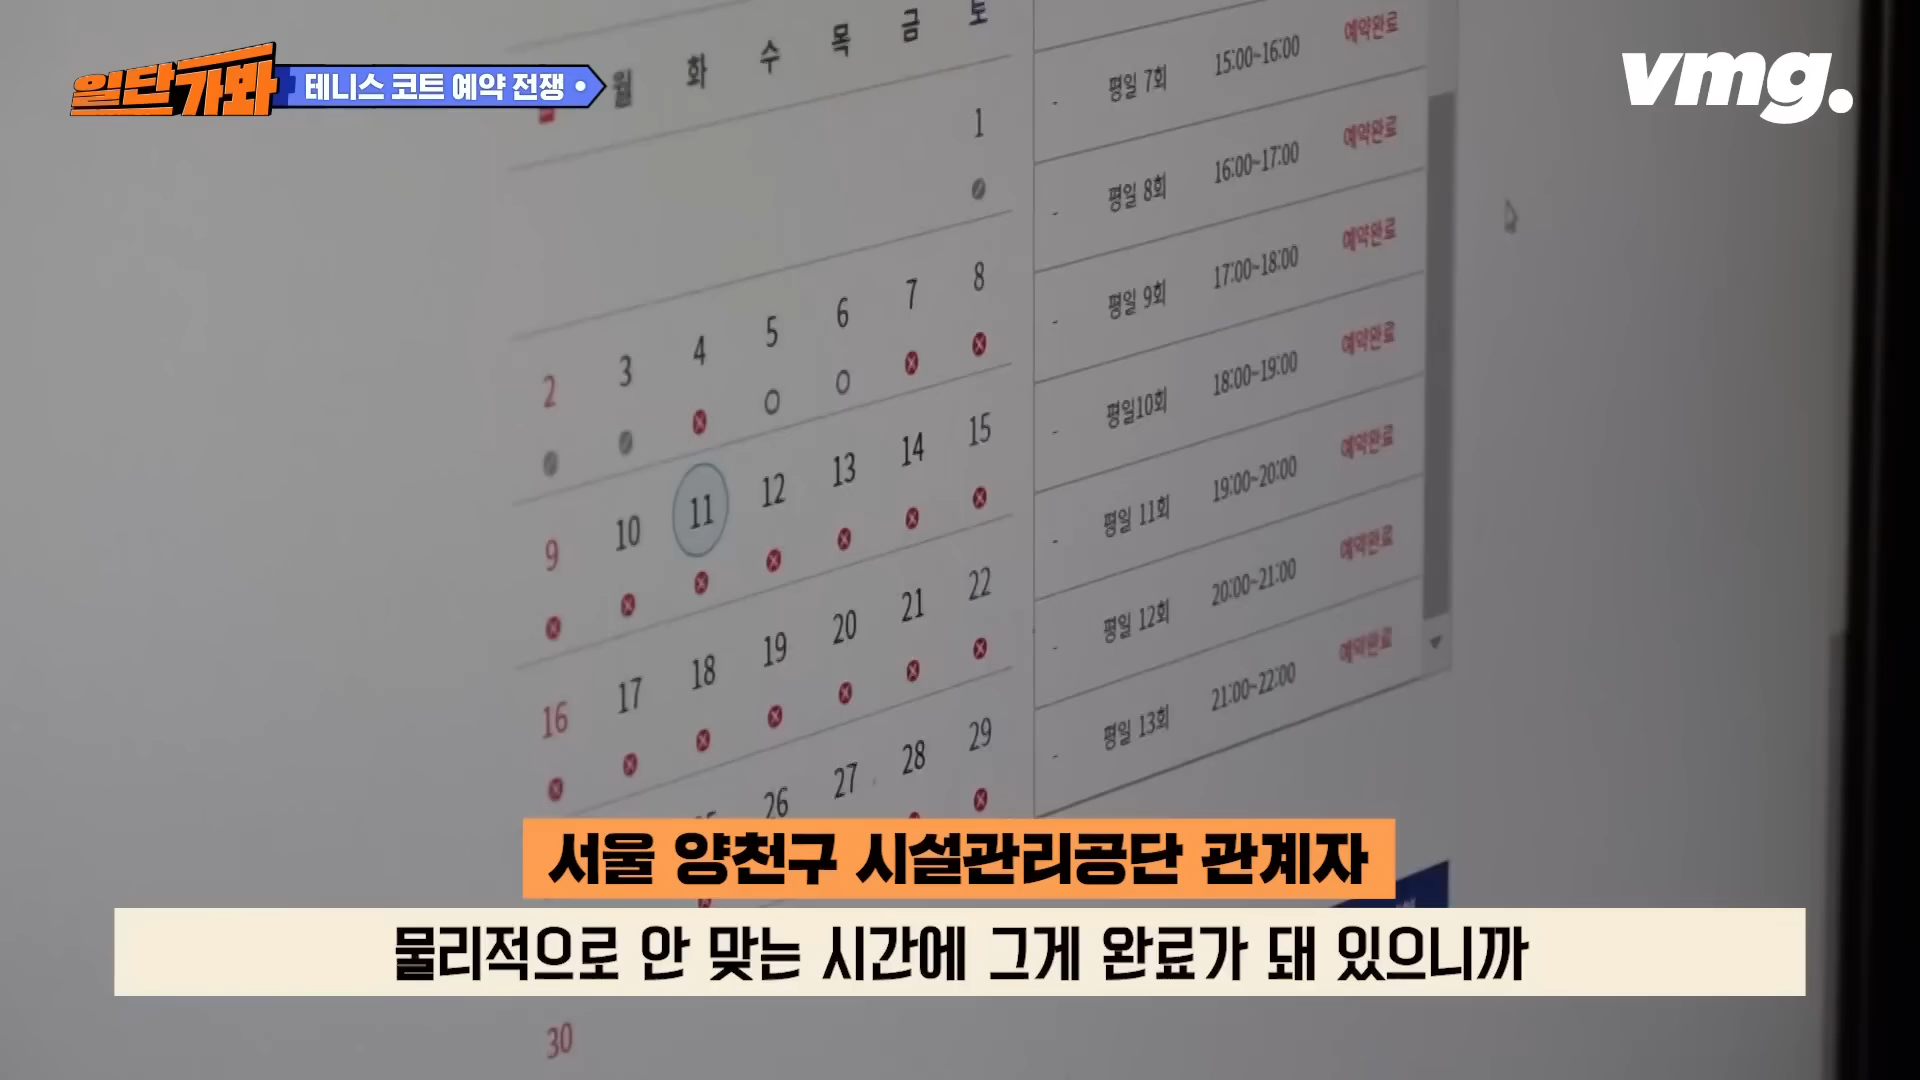 일단가봐
테니스 코트 예약 전쟁
vmg.
월 화 수 목 금 토
1
2 3 4 5 6 7 8
9 10 11 12 13 14 15
16 17 18 19 20 21 22
26 27 28 29
30
예약완료
- 평일 7회 15:00~16:00 예약완료
- 평일 8회 16:00~17:00 예약완료
- 평일 9회 17:00~18:00 예약완료
- 평일10회 18:00~19:00 예약완료
- 평일 11회 19:00~20:00 예약완료
- 평일 12회 20:00~21:00 예약완료
- 평일 13회 21:00~22:00
서울 양천구 시설관리공단 관계자
물리적으로 안 맞는 시간에 그게 완료가 돼 있으니까